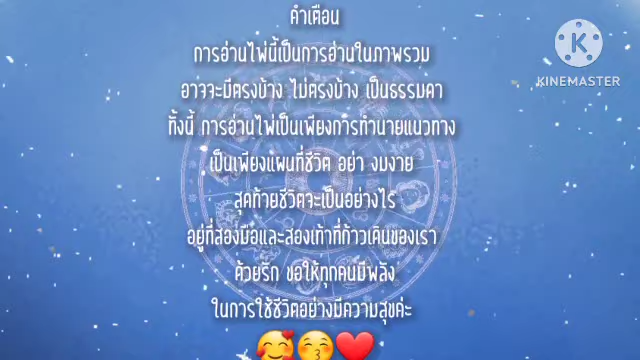 คำเตือน
การอ่านไพ่นี้เป็นการอ่านในภาพรวม
อาจจะมีตรงบ้าง ไม่ตรงบ้าง เป็นธรรมดา
ทั้งนี้ การอ่านไพ่เป็นเพียงการทำนายแนวทาง
เป็นเพียงแผนที่ชีวิต อย่า งมงาย
สุดท้ายชีวิตจะเป็นอย่างไร
อยู่ที่สองมือและสองเท้าที่ก้าวเดินของเรา
ด้วยรัก ขอให้ทุกคนมีพลัง
ในการใช้ชีวิตอย่างมีความสุขค่ะ
🥰😚❤️
K
KINEMASTER